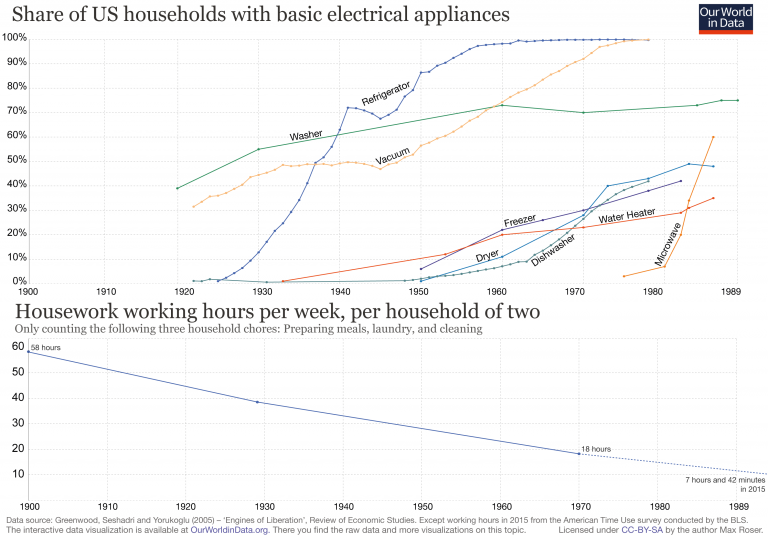 Share of US households with basic electrical appliances
Our World
in Data
100%
90%
80%
70%
60%
50%
40%
30%
20%
10%
0%
Refrigerator
Washer
Vacuum
Freezer
Water Heater
Dryer
Dishwasher
Microwave
1900 1910 1920 1930 1940 1950 1960 1970 1980 1989
Housework working hours per week, per household of two
Only counting the following three household chores: Preparing meals, laundry, and cleaning
60
58 hours
50
40
30
20
18 hours
10
7 hours and 42 minutes
in 2015
1900 1910 1920 1930 1940 1950 1960 1970 1980 1989
Data source: Greenwood, Seshadri and Yorukoglu (2005) – 'Engines of Liberation', Review of Economic Studies. Except working hours in 2015 from the American Time Use survey conducted by the BLS.
The interactive data visualization is available at OurWorldinData.org. There you find the raw data and more visualizations on this topic. Licensed under CC-BY-SA by the author Max Roser.